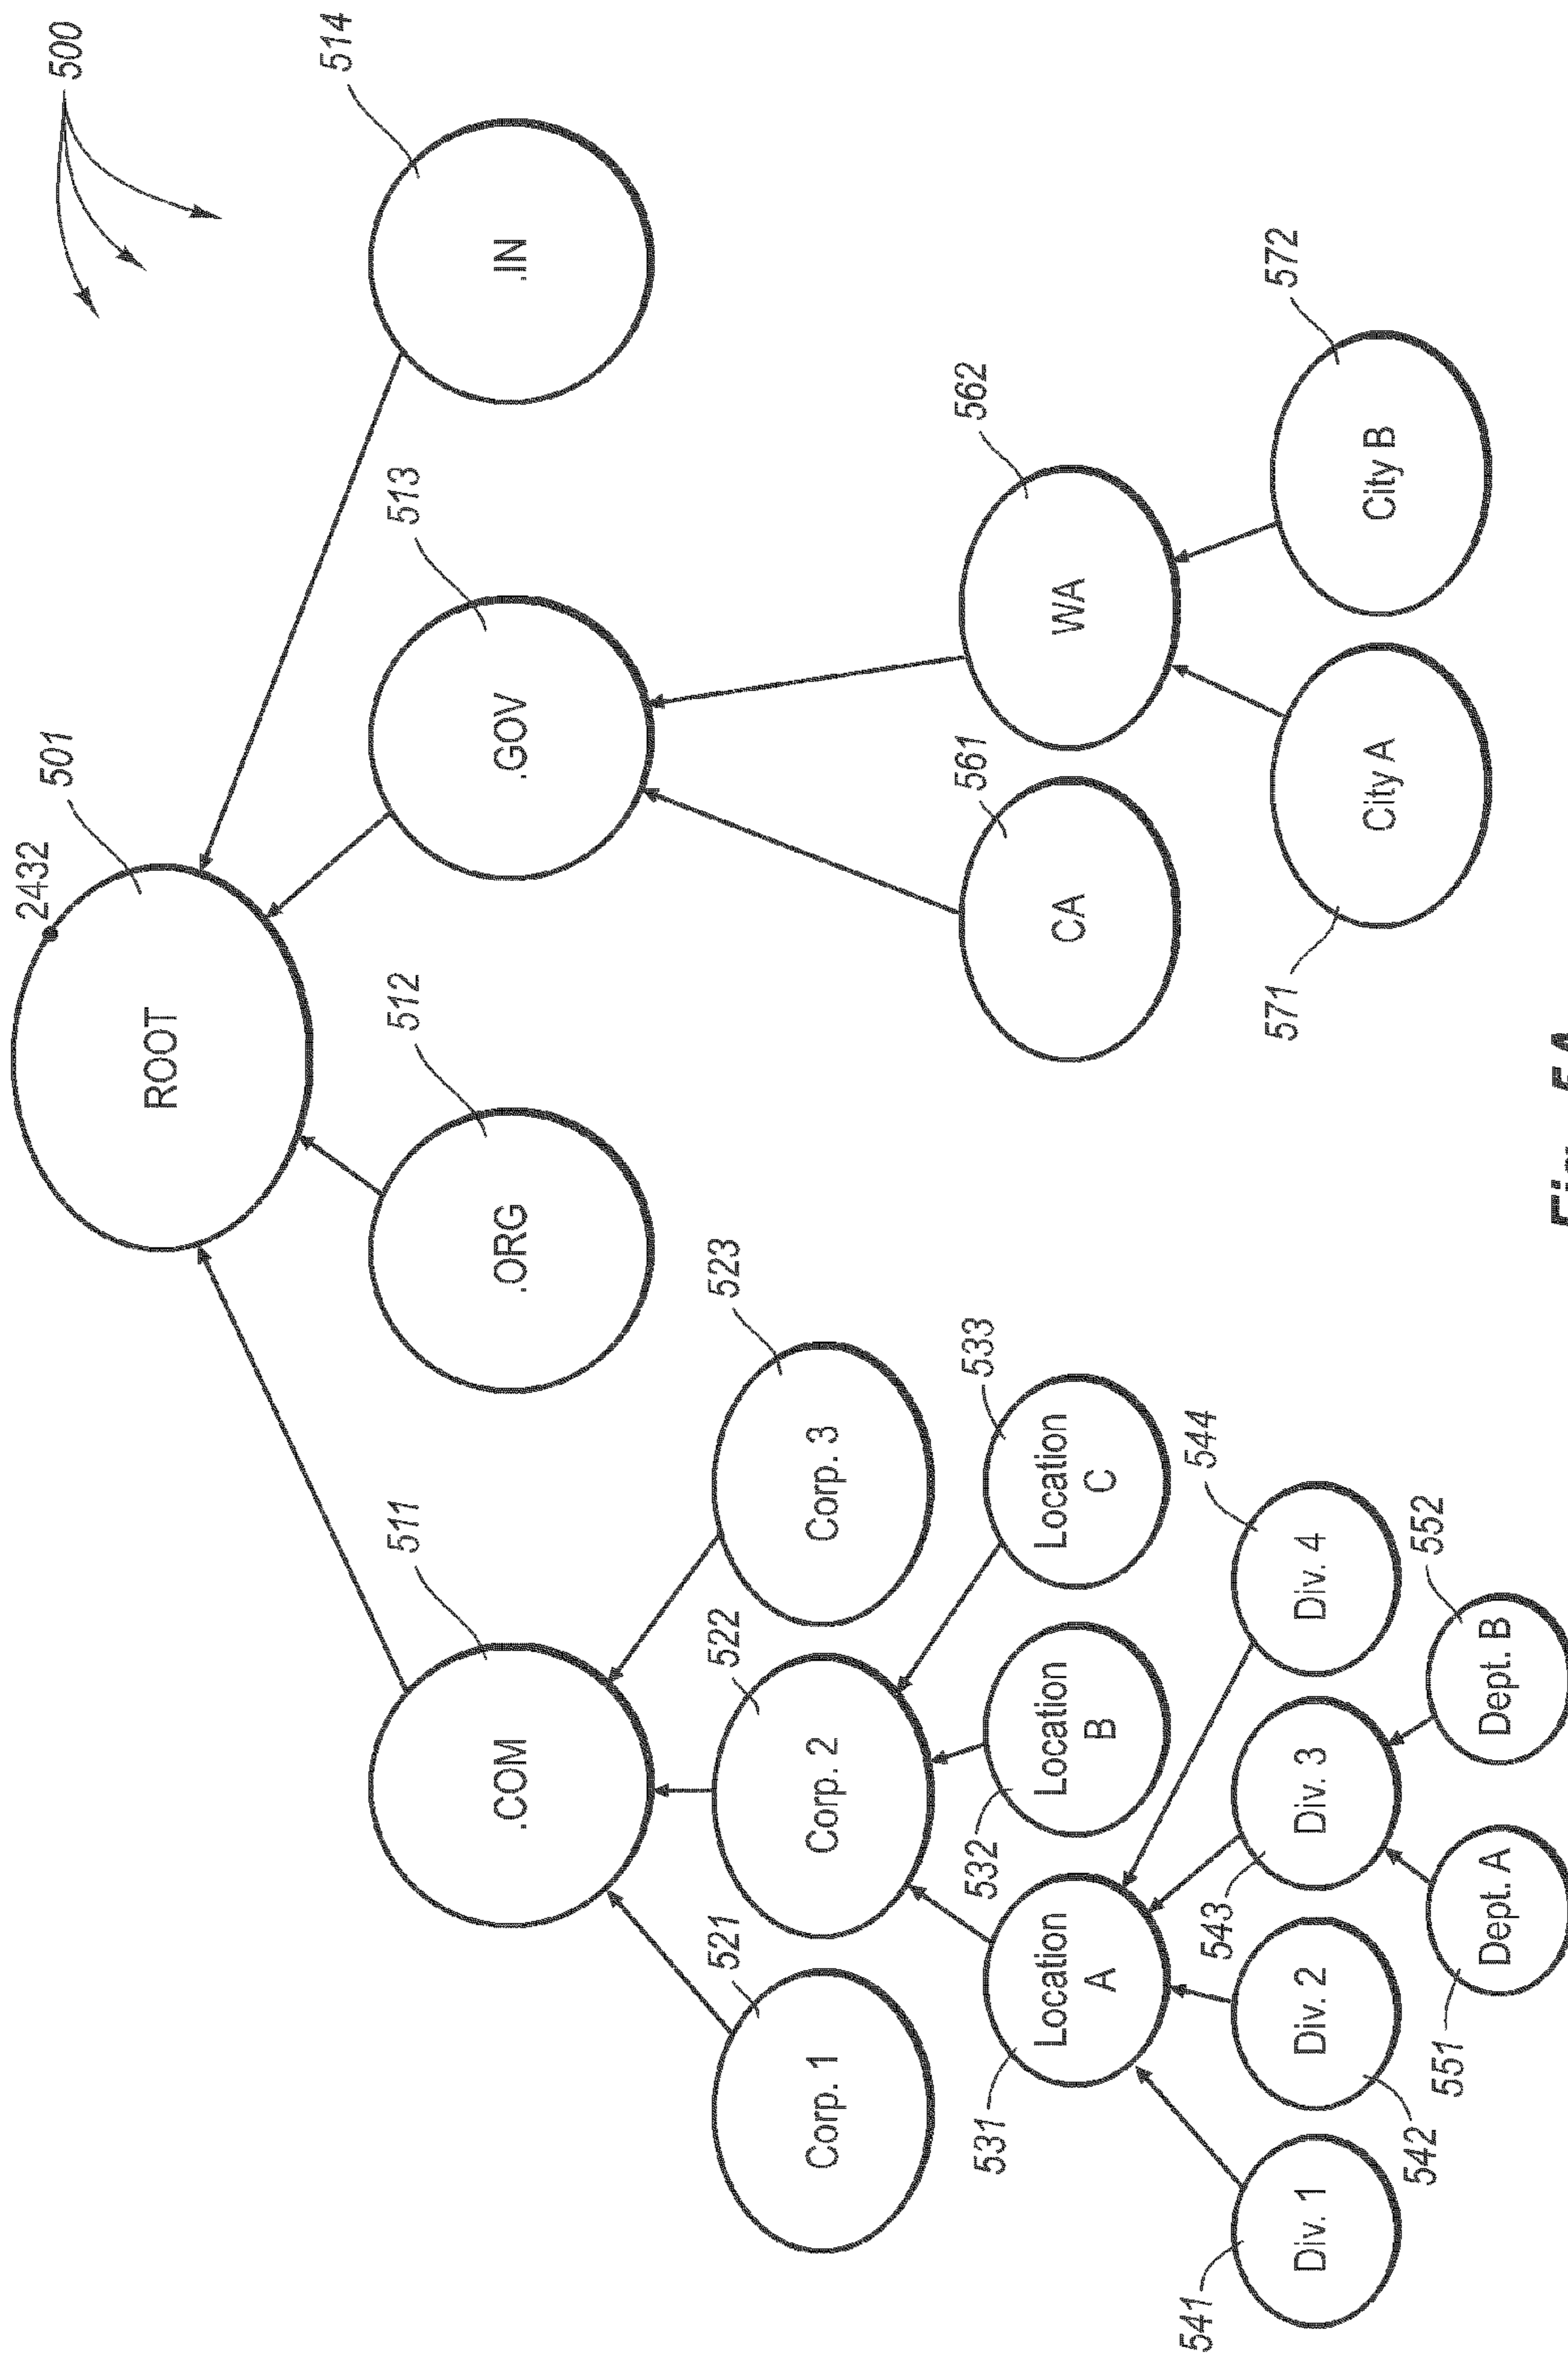 500
2432
501
ROOT
514
.IN
513
.GOV
512
.ORG
511
.COM
523
Corp. 3
522
Corp. 2
521
Corp. 1
562
WA
561
CA
533
Location
C
532
Location
B
531
Location
A
572
City B
571
City A
544
Div. 4
543
Div. 3
542
Div. 2
541
Div. 1
552
Dept. B
551
Dept. A